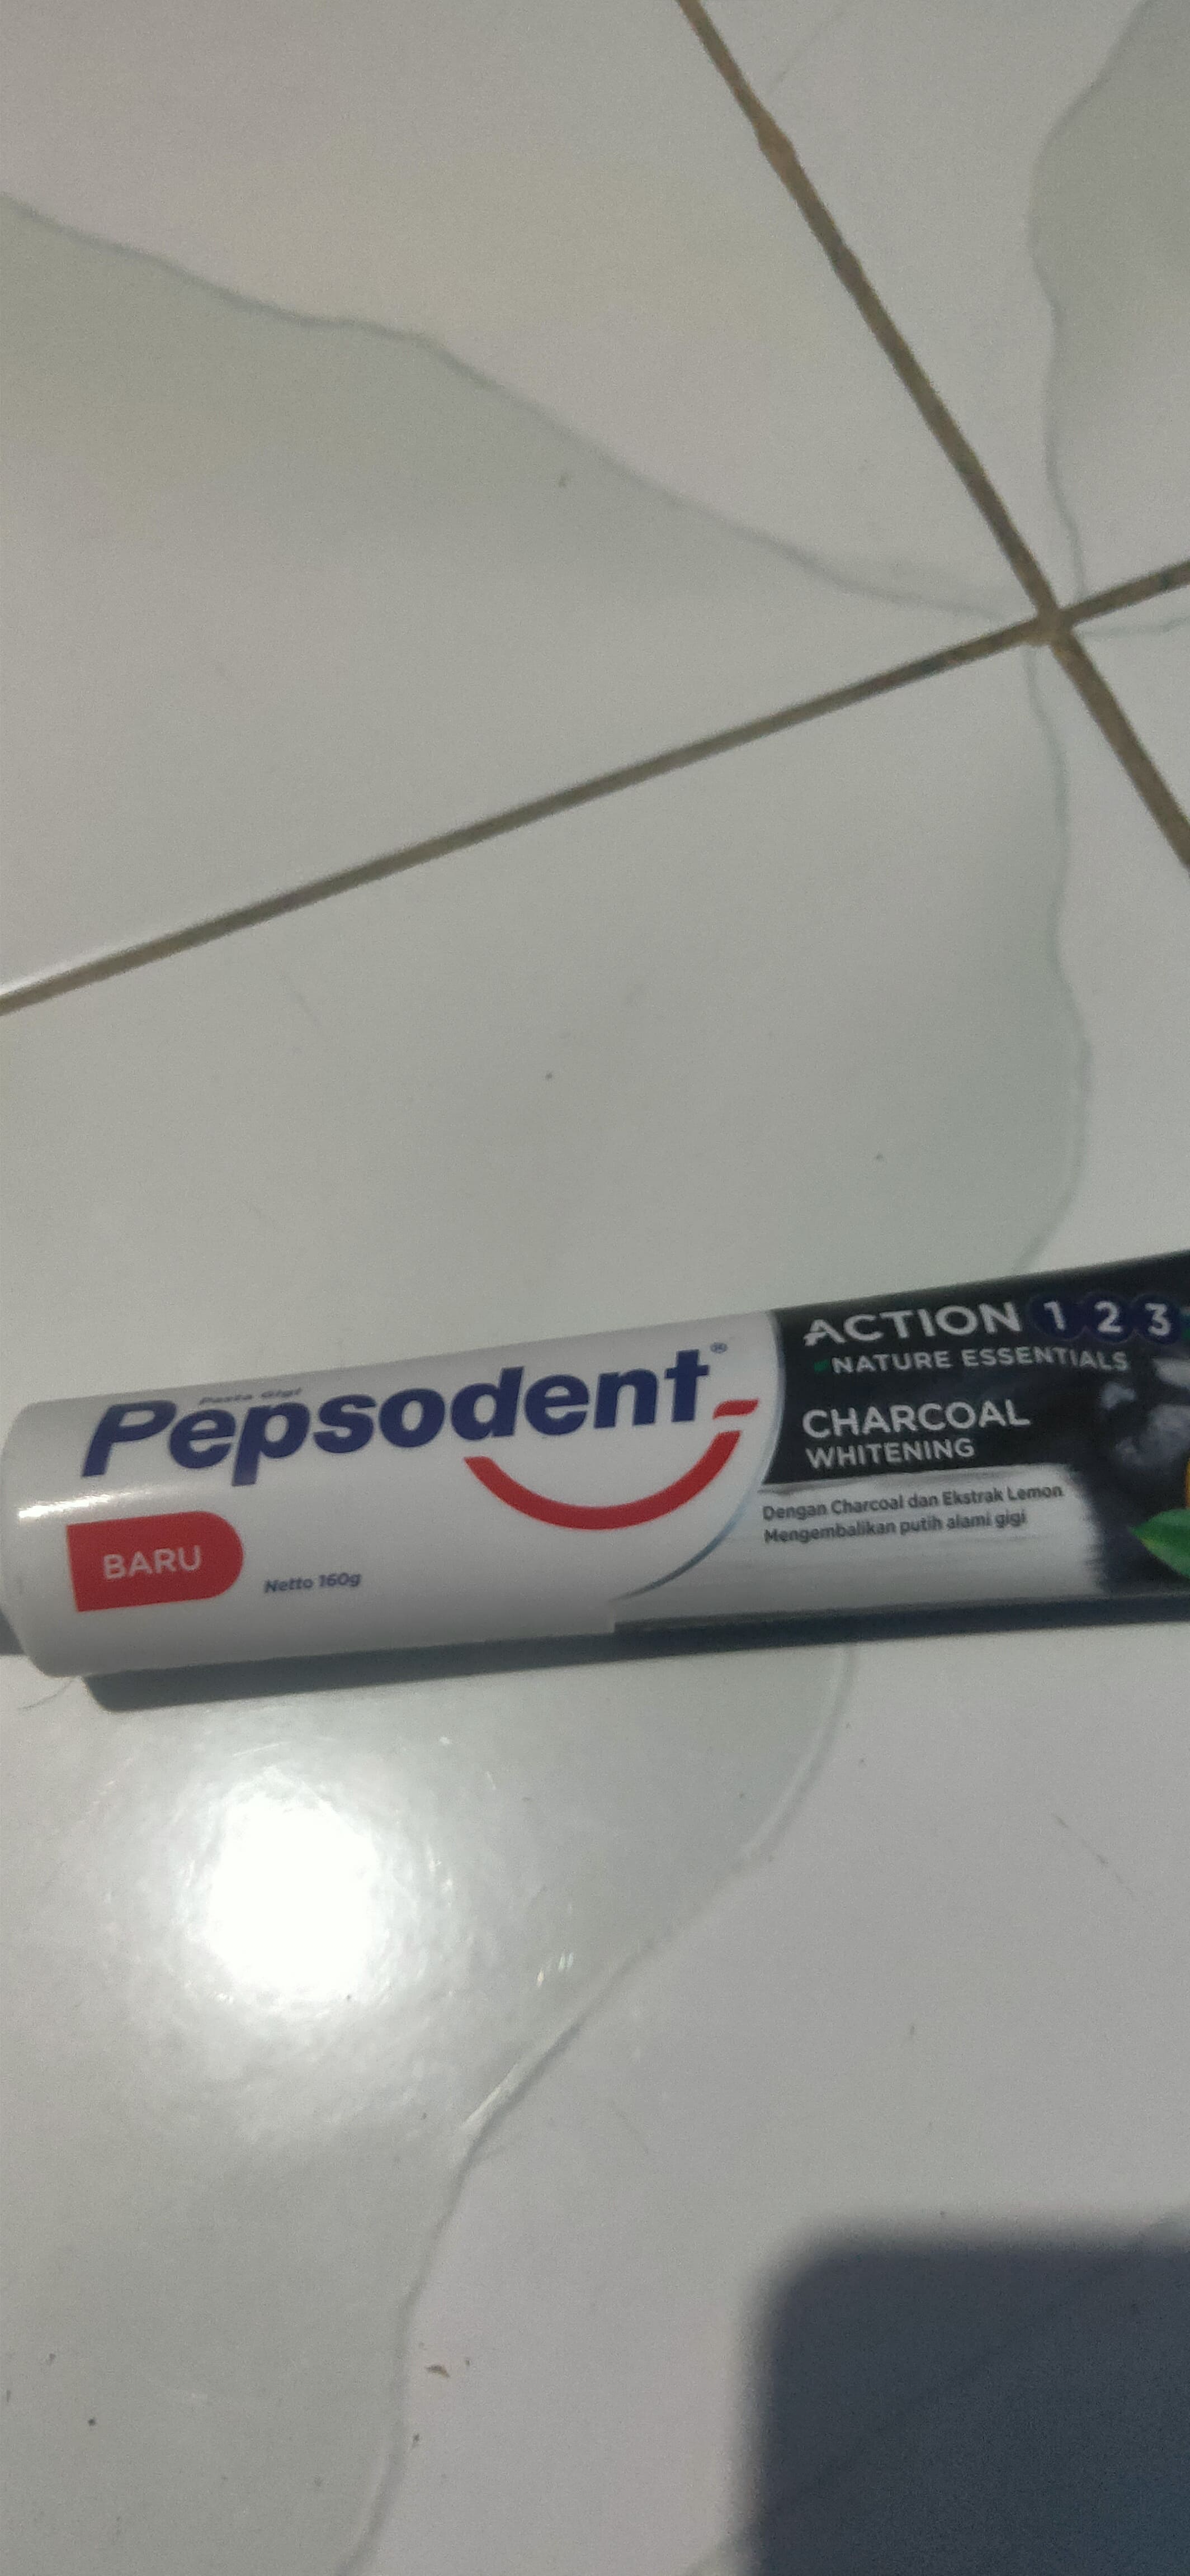 Pasta Gigi
Pepsodent®
BARU
Netto 160g
ACTION 1 2 3
NATURE ESSENTIALS
CHARCOAL
WHITENING
Dengan Charcoal dan Ekstrak Lemon
Mengembalikan putih alami gigi